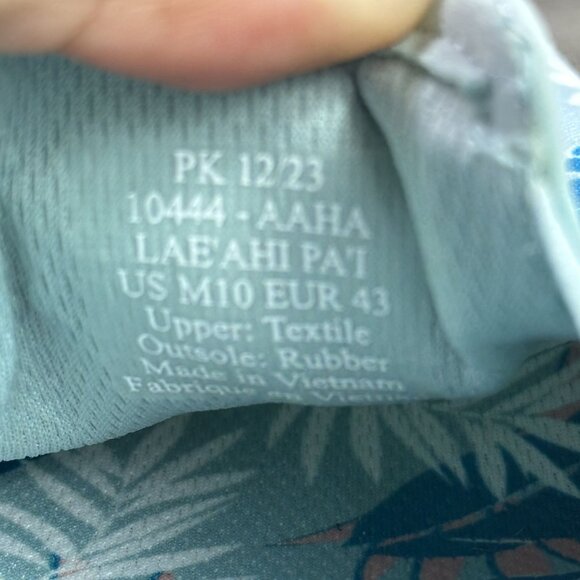 PK 12/23
10444 - AAHA
LAE'AHI PA'I
US M10 EUR 43
Upper: Textile
Outsole: Rubber
Made in Vietnam
Fabriqué